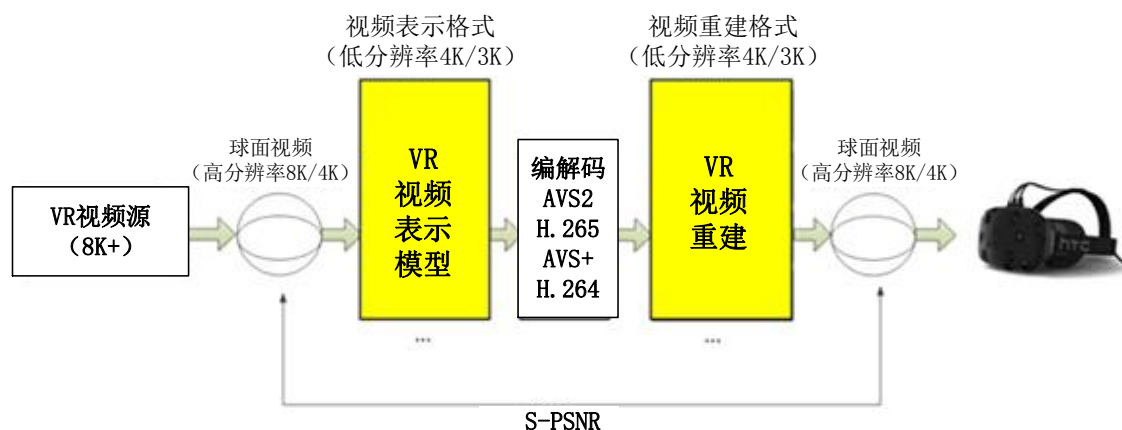 视频表示格式
（低分辨率4K/3K）
视频重建格式
（低分辨率4K/3K）
球面视频
（高分辨率8K/4K）
球面视频
（高分辨率8K/4K）
VR视频源
（8K+）
VR
视频
表示
模型
编解码
AVS2
H.265
AVS+
H.264
VR
视频
重建
hTC
...
...
S-PSNR